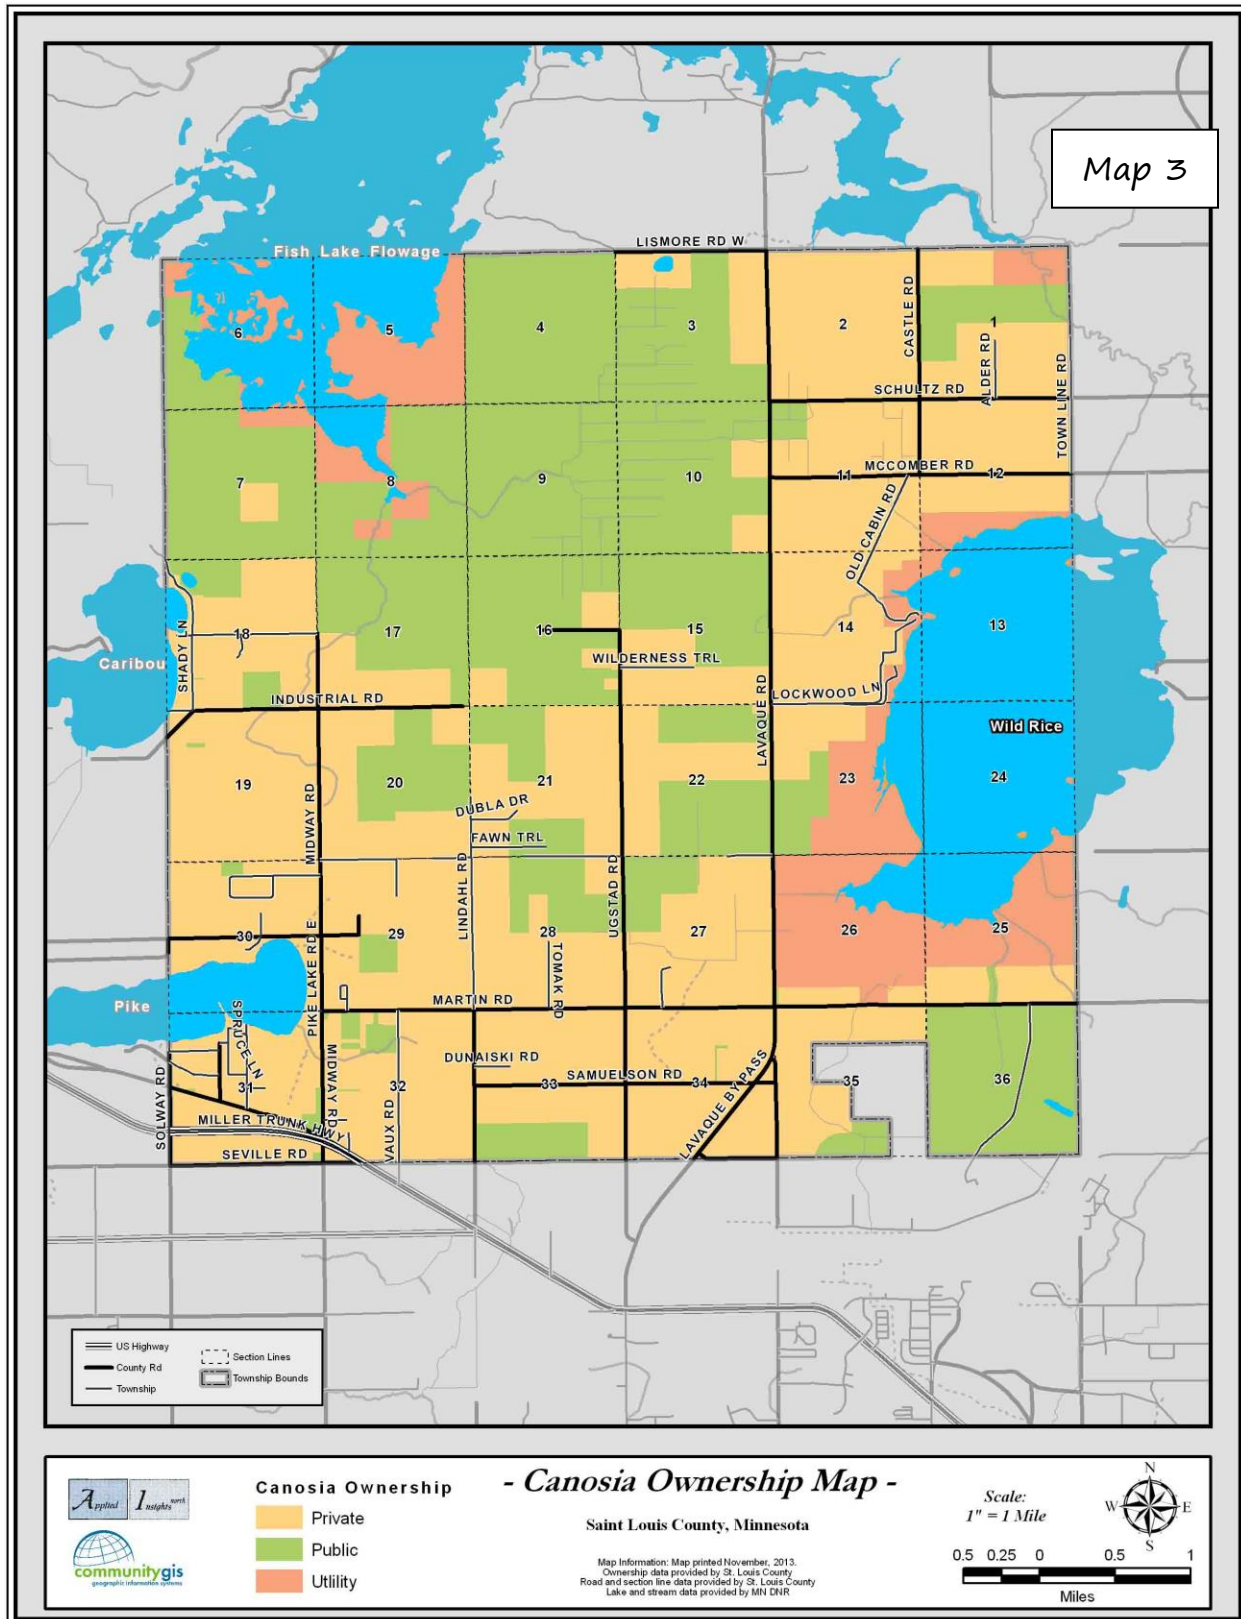 Map 3
LISMORE RD W
Fish Lake Flowage
6
5
4
3
2
1
CASTLE RD
ALDER RD
TOWN LINE RD
SCHULTZ RD
7
8
9
10
11
MCCOMBER RD
12
OLD CABIN RD
18
17
16
15
14
13
SHADY LN
Caribou
WILDERNESS TRL
LOCKWOOD LN
INDUSTRIAL RD
LAVAQUE RD
Wild Rice
19
20
21
22
23
24
MIDWAY RD
DUBLA DR
FAWN TRL
LINDAHL RD
UGSTAD RD
30
29
28
27
26
25
PIKE LAKE RD E
TOMAK RD
Pike
MARTIN RD
SPRUCE LN
DUNAISKI RD
SAMUELSON RD
31
32
33
34
35
36
SOLWAY RD
MILLER TRUNK HWY
MIDWAY RD
VAUX RD
LAVAQUE BY PASS
SEVILLE RD
US Highway
County Rd
Township
Section Lines
Township Bounds
Applied Insights north
communitygis
geographic information systems
Canosia Ownership
Private
Public
Utlility
- Canosia Ownership Map -
Saint Louis County, Minnesota
Map Information: Map printed November, 2013.
Ownership data provided by St. Louis County
Road and section line data provided by St. Louis County
Lake and stream data provided by MN DNR
Scale:
1" = 1 Mile
N
W E
S
0.5 0.25 0 0.5 1
Miles